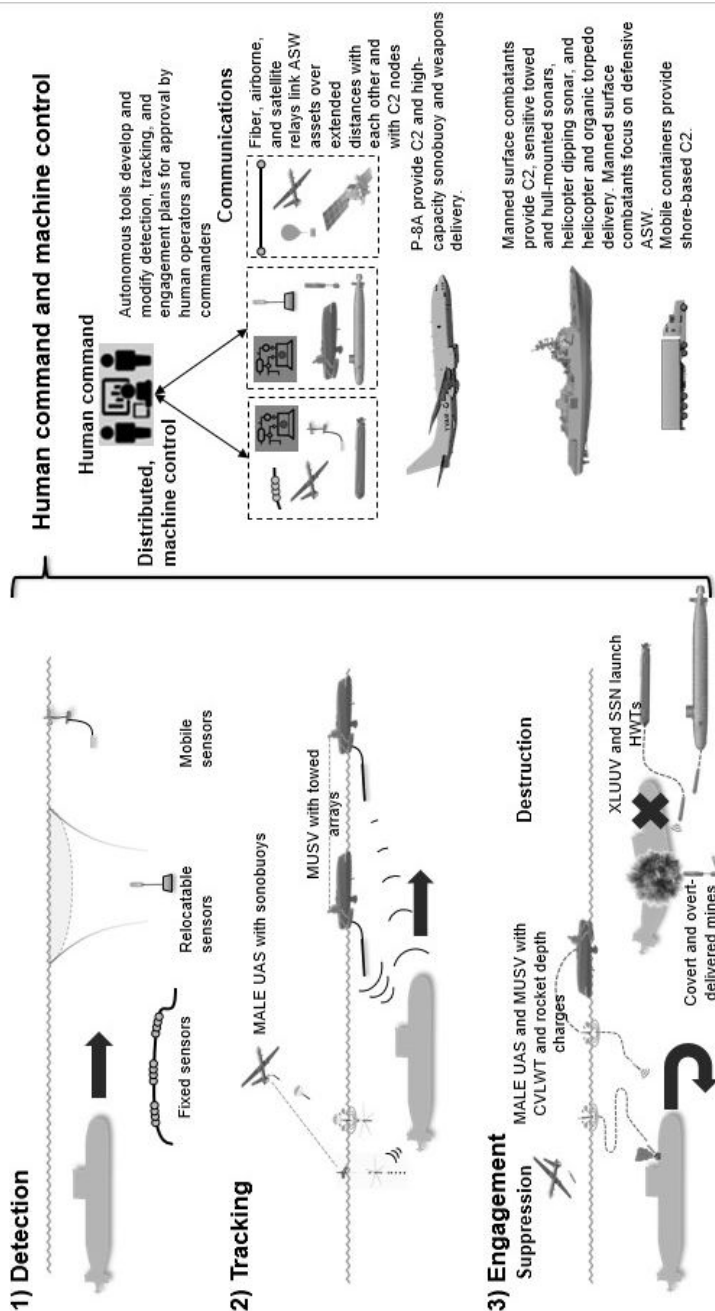 1) Detection
Fixed sensors
Relocatable
sensors
Mobile
sensors
2) Tracking
MALE UAS with sonobuoys
MUSV with towed
arrays
3) Engagement
Suppression
MALE UAS and MUSV with
CVLWT and rocket depth
charges
Destruction
Covert and overt-
delivered mines
XLUUV and SSN launch
HWTs
Human command and machine control
Human command
Distributed,
machine control
Autonomous tools develop and
modify detection, tracking, and
engagement plans for approval by
human operators and
commanders
Communications
Fiber, airborne,
and satellite
relays link ASW
assets over
extended
distances with
each other and
with C2 nodes
P-8A provide C2 and high-
capacity sonobuoy and weapons
delivery.
Manned surface combatants
provide C2, sensitive towed
and hull-mounted sonars,
helicopter dipping sonar, and
helicopter and organic torpedo
delivery. Manned surface
combatants focus on defensive
ASW.
Mobile containers provide
shore-based C2.